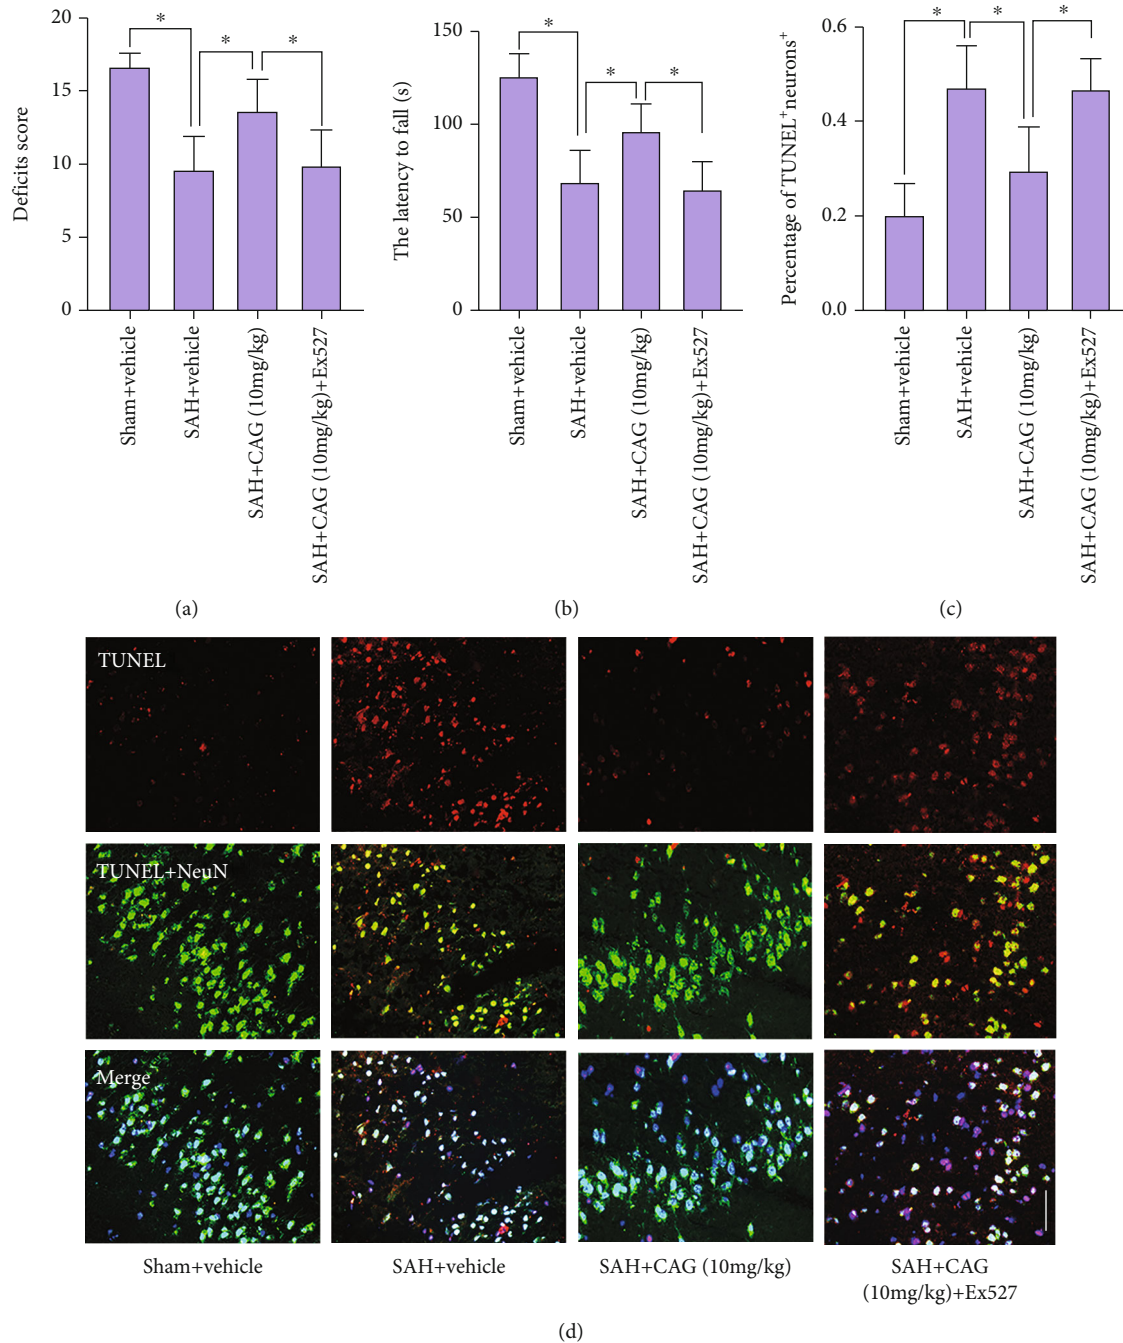 Deficits score
20
15
10
5
0
*
*
*
Sham+vehicle
SAH+vehicle
SAH+CAG (10mg/kg)
SAH+CAG (10mg/kg)+Ex527
(a)
The latency to fall (s)
150
100
50
0
*
*
*
Sham+vehicle
SAH+vehicle
SAH+CAG (10mg/kg)
SAH+CAG (10mg/kg)+Ex527
(b)
Percentage of TUNEL+neurons+
0.6
0.4
0.2
0.0
*
*
*
Sham+vehicle
SAH+vehicle
SAH+CAG (10mg/kg)
SAH+CAG (10mg/kg)+Ex527
(c)
TUNEL
TUNEL+NeuN
Merge
Sham+vehicle
SAH+vehicle
SAH+CAG (10mg/kg)
SAH+CAG
(10mg/kg)+Ex527
(d)